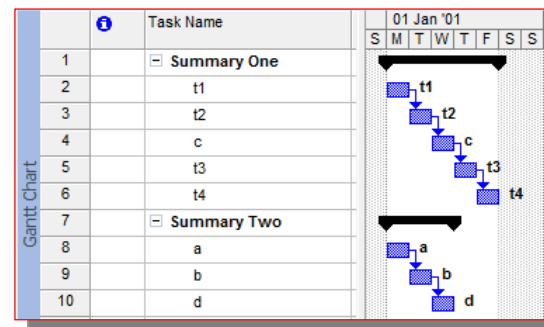 Task Name 01 Jan '01
S M T W T F S S
1 Summary One
2 t1 t1
3 t2 t2
4 c c
5 t3 t3
6 t4 t4
7 Summary Two
8 a a
9 b b
10 d d
Gantt Chart